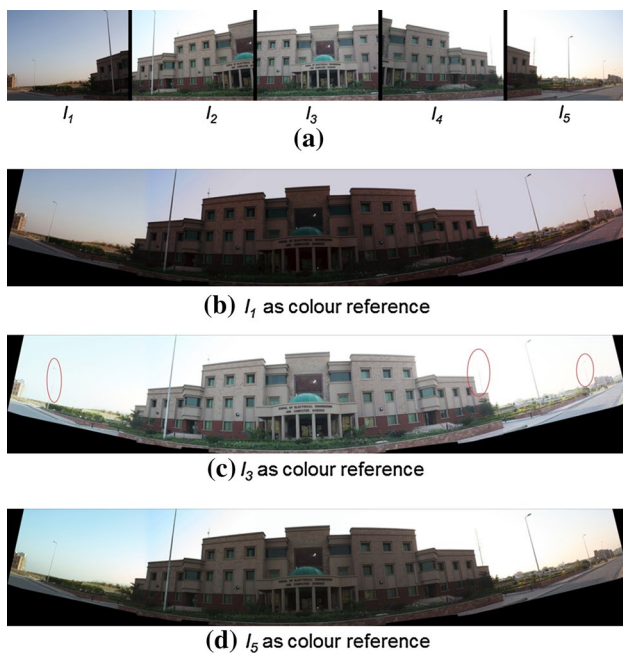 I1 I2 I3 I4 I5
(a)
(b) I1 as colour reference
(c) I3 as colour reference
(d) I5 as colour reference